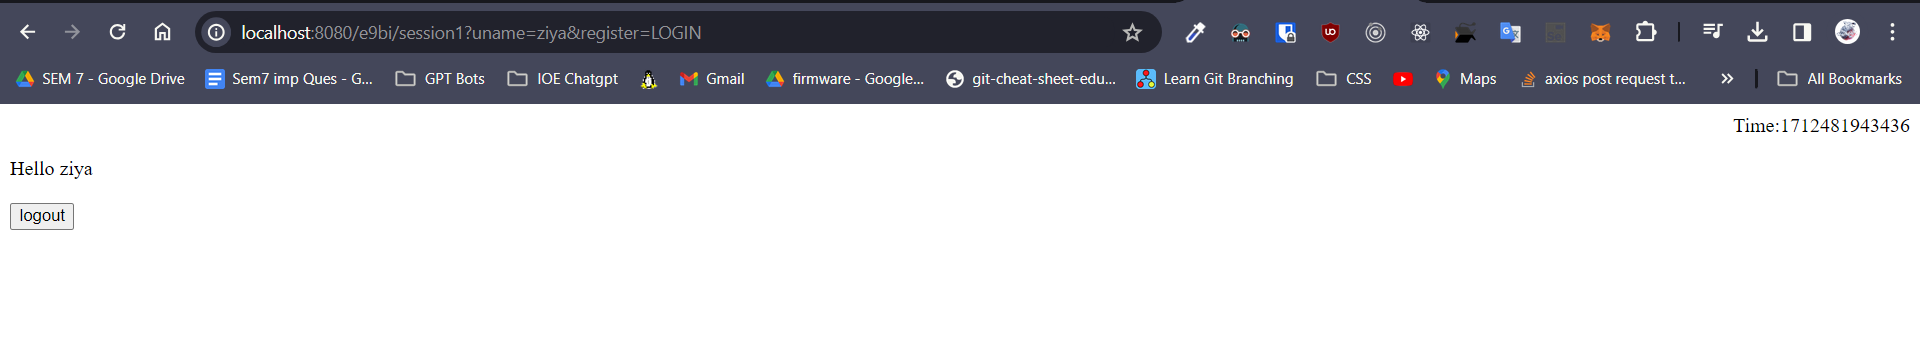 localhost:8080/e9bi/session1?uname=ziya&register=LOGIN
SEM 7 - Google Drive Sem7 imp Ques - G... GPT Bots IOE Chatgpt Gmail firmware - Google... git-cheat-sheet-edu... Learn Git Branching CSS Maps axios post request t... » All Bookmarks
Time:1712481943436
Hello ziya
logout